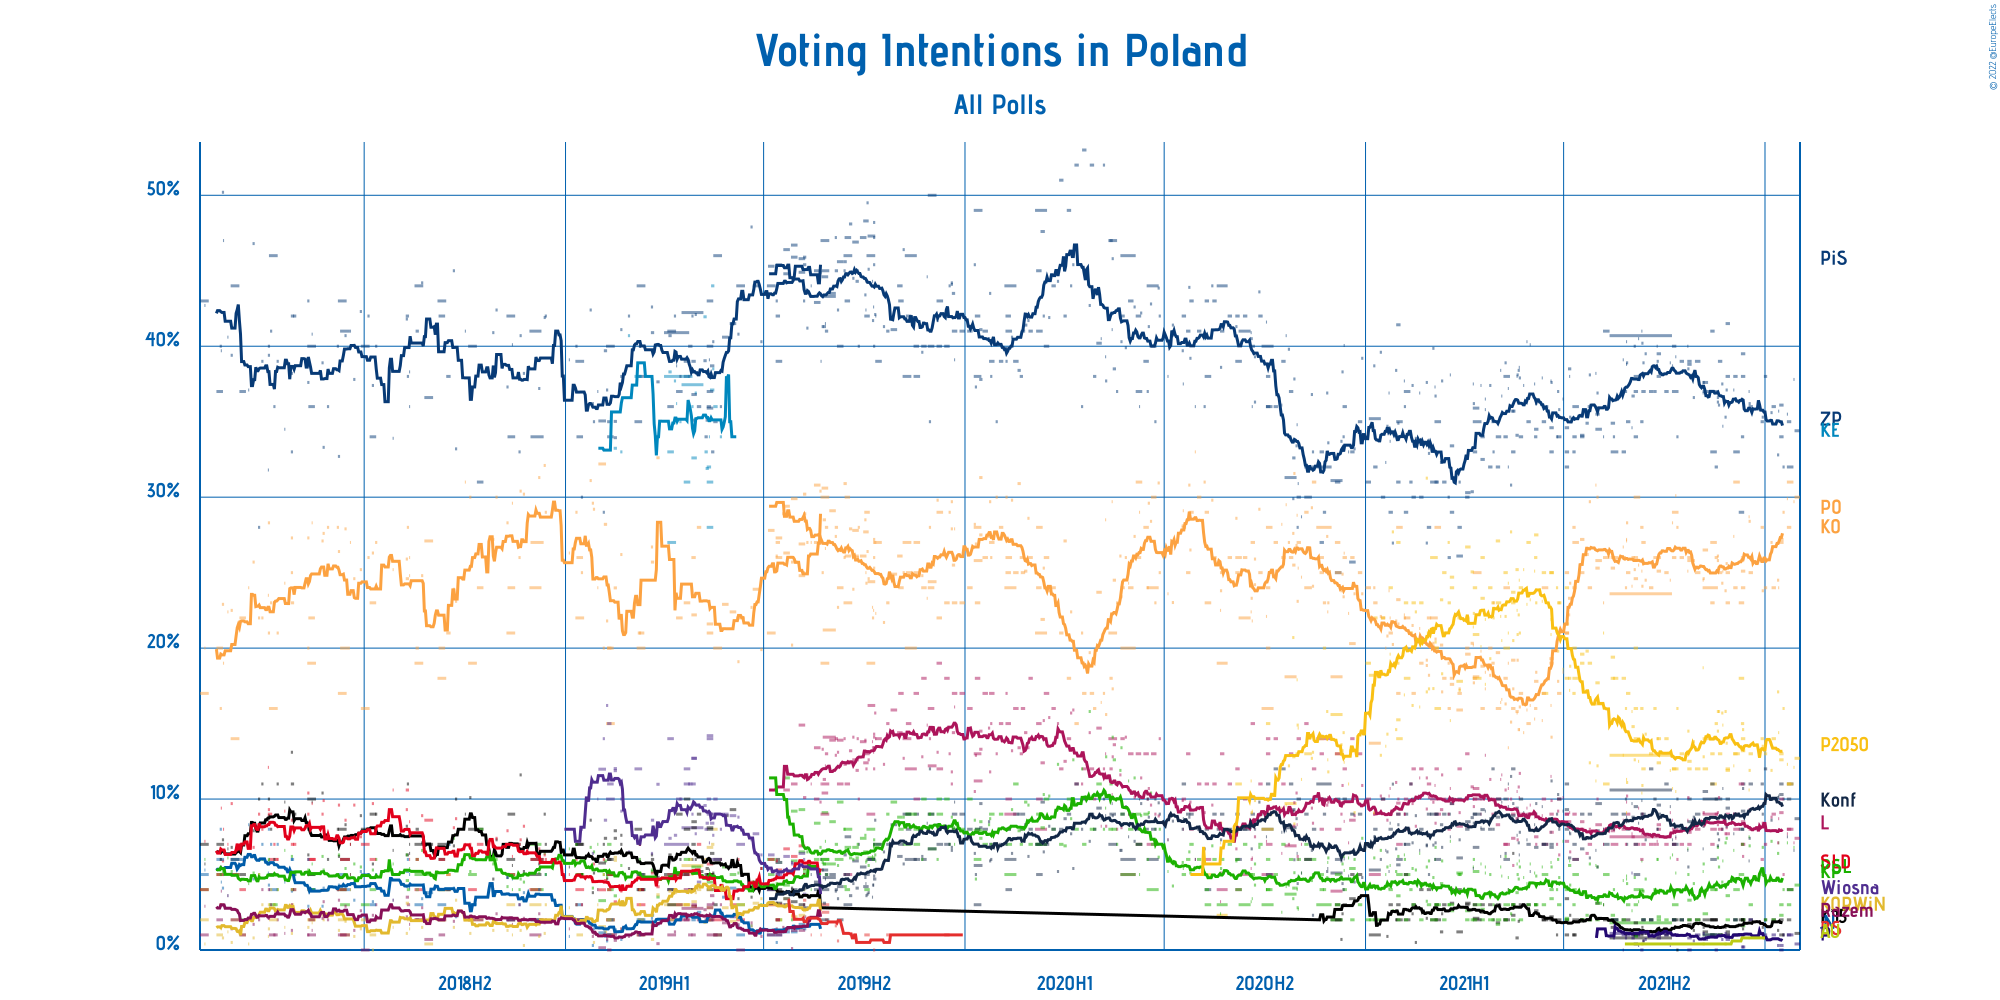 © 2022 @EuropeElects
Voting Intentions in Poland
All Polls
50%
40%
30%
20%
10%
0%
PiS
ZP
KE
PO
KO
P2050
Konf
L
SLD
Wiosna
KORWiN
Razem
2018H2
2019H1
2019H2
2020H1
2020H2
2021H1
2021H2